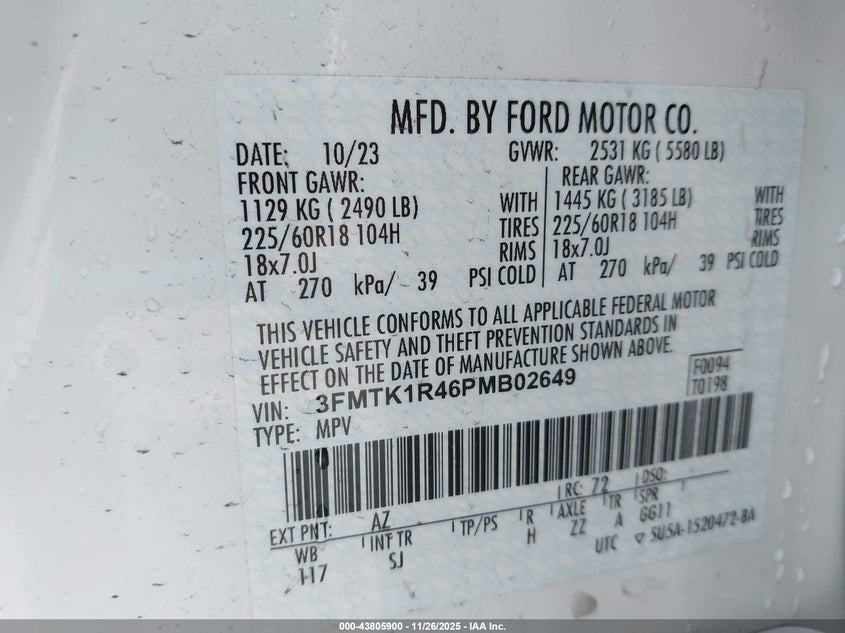 MFD. BY FORD MOTOR CO.
DATE: 10/23 GVWR: 2531 KG ( 5580 LB)
FRONT GAWR: REAR GAWR:
1129 KG ( 2490 LB) WITH 1445 KG ( 3185 LB) WITH
225/60R18 104H TIRES 225/60R18 104H TIRES
18x7.0J RIMS 18x7.0J RIMS
AT 270 kPa/ 39 PSI COLD AT 270 kPa/ 39 PSI COLD
THIS VEHICLE CONFORMS TO ALL APPLICABLE FEDERAL MOTOR
VEHICLE SAFETY AND THEFT PREVENTION STANDARDS IN
EFFECT ON THE DATE OF MANUFACTURE SHOWN ABOVE.
VIN: 3FMTK1R46PMB02649 F0094
TYPE: MPV T0198
RC: 72 DSO:
EXT PNT: AZ
WB INT TR TP/PS R AXLE TR SPR
117 SJ H ZZ A GG11
UTC ▽ 5U5A-1520472-BA
000-43805900 - 11/26/2025 - IAA Inc.